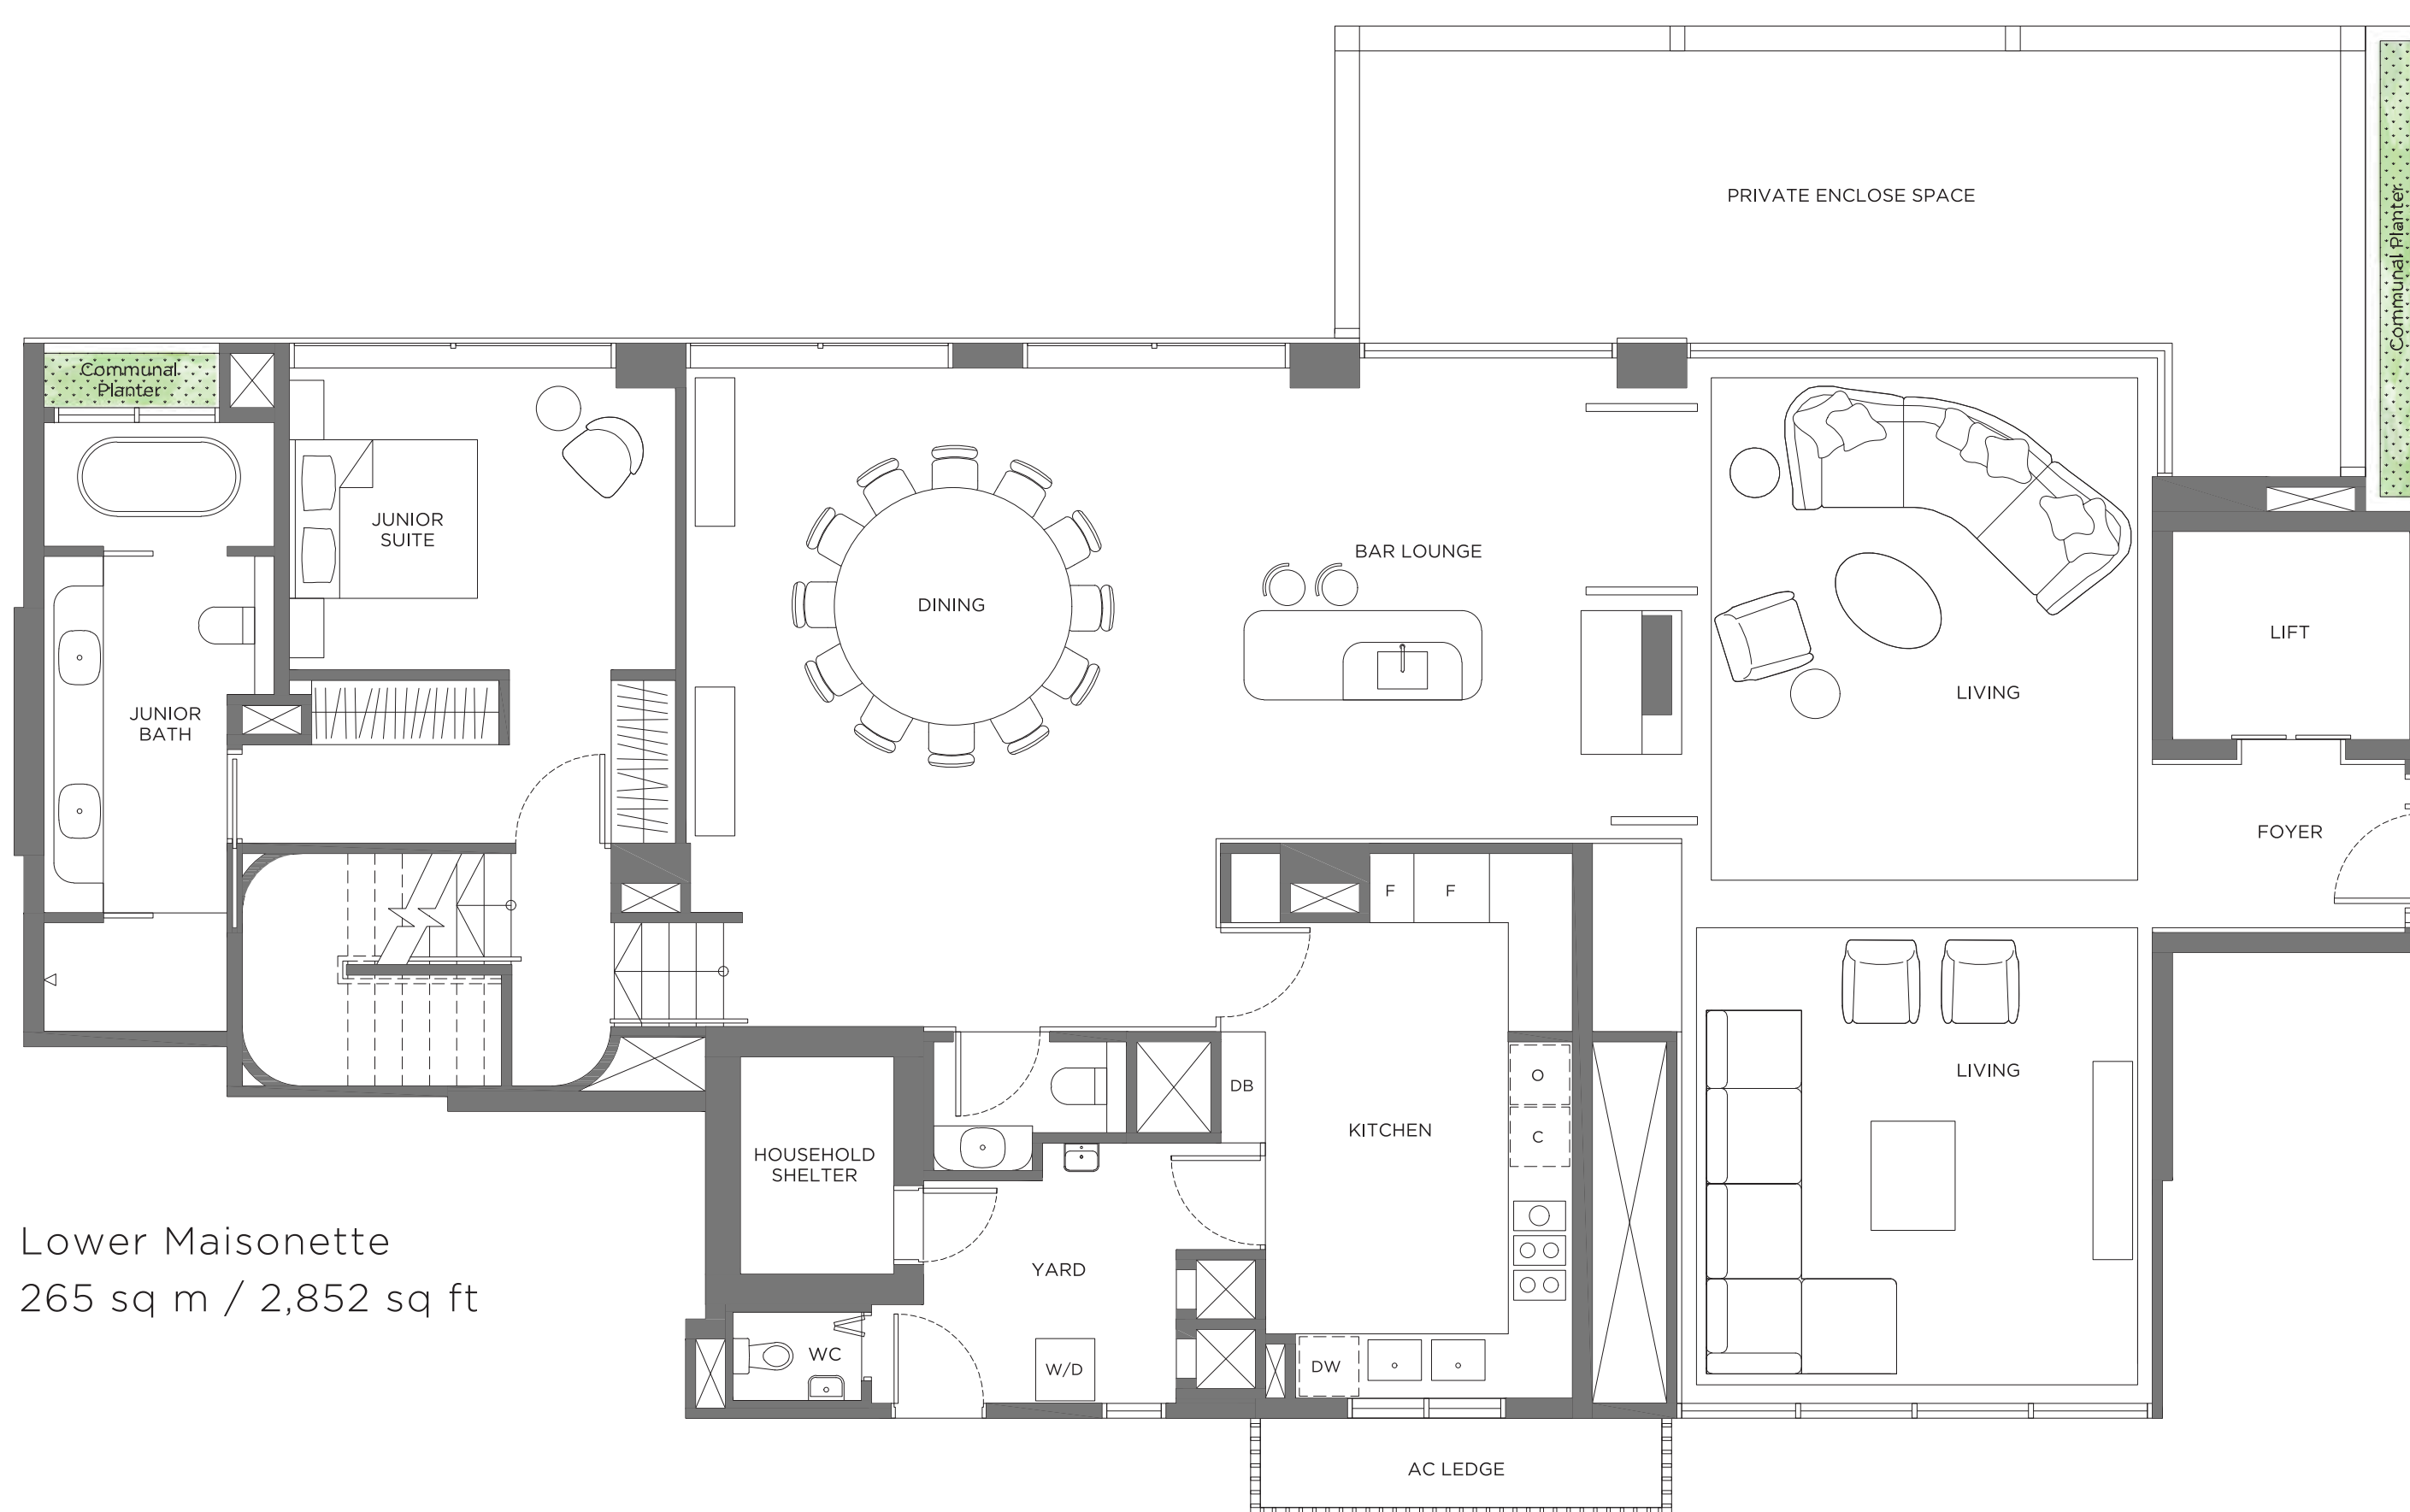 PRIVATE ENCLOSE SPACE
Communal Planter
Communal
Planter
JUNIOR
SUITE
BAR LOUNGE
DINING
LIFT
LIVING
JUNIOR
BATH
FOYER
F
F
LIVING
O
DB
C
KITCHEN
HOUSEHOLD
SHELTER
Lower Maisonette
265 sq m / 2,852 sq ft
YARD
WC
W/D
DW
AC LEDGE